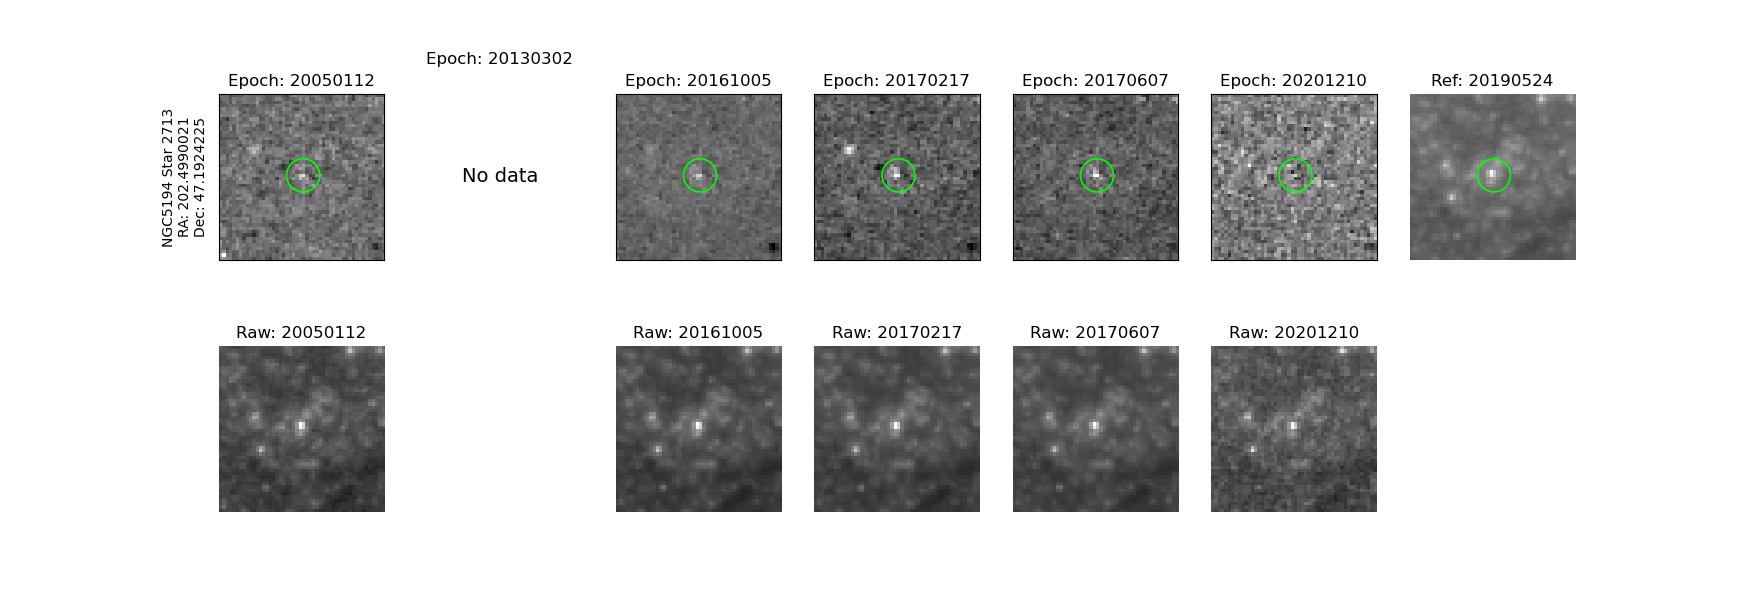 Epoch: 20050112
Epoch: 20130302
Epoch: 20161005
Epoch: 20170217
Epoch: 20170607
Epoch: 20201210
Ref: 20190524
NGC5194 Star 2713
RA: 202.4990021
Dec: 47.1924225
No data
Raw: 20050112
Raw: 20161005
Raw: 20170217
Raw: 20170607
Raw: 20201210